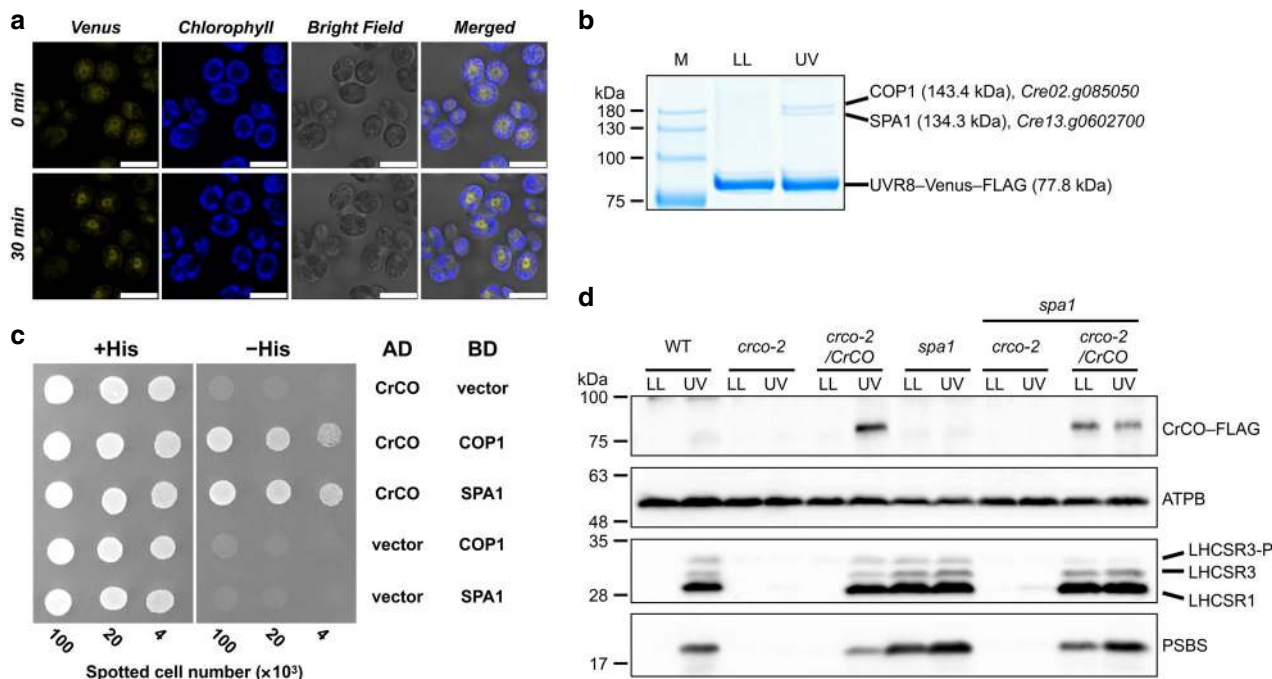 a
Venus Chlorophyll Bright Field Merged
0 min
30 min
b
M LL UV
kDa
180
130
100
75
COP1 (143.4 kDa), Cre02.g085050
SPA1 (134.3 kDa), Cre13.g0602700
UVR8–Venus–FLAG (77.8 kDa)
c
+His −His AD BD
CrCO vector
CrCO COP1
CrCO SPA1
vector COP1
vector SPA1
100 20 4 100 20 4
Spotted cell number (×10³)
d
spa1
WT crco-2 crco-2 /CrCO spa1 crco-2 crco-2 /CrCO
LL UV LL UV LL UV LL UV LL UV LL UV
kDa
100
75
CrCO–FLAG
63
48
ATPB
35
28
LHCSR3-P
LHCSR3
LHCSR1
17
PSBS